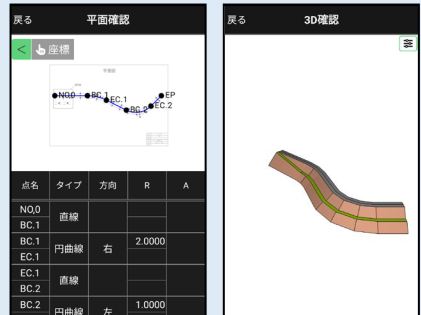 戻る
平面確認
< 座標
平面図
NO,0
BC.1
EC.1
BC.2
EC.2
EP
点名 タイプ 方向 R A
NO,0
BC.1
直線
BC.1
EC.1
円曲線 右 2.0000
EC.1
BC.2
直線
BC.2
円曲線 左 1.0000
戻る
3D確認